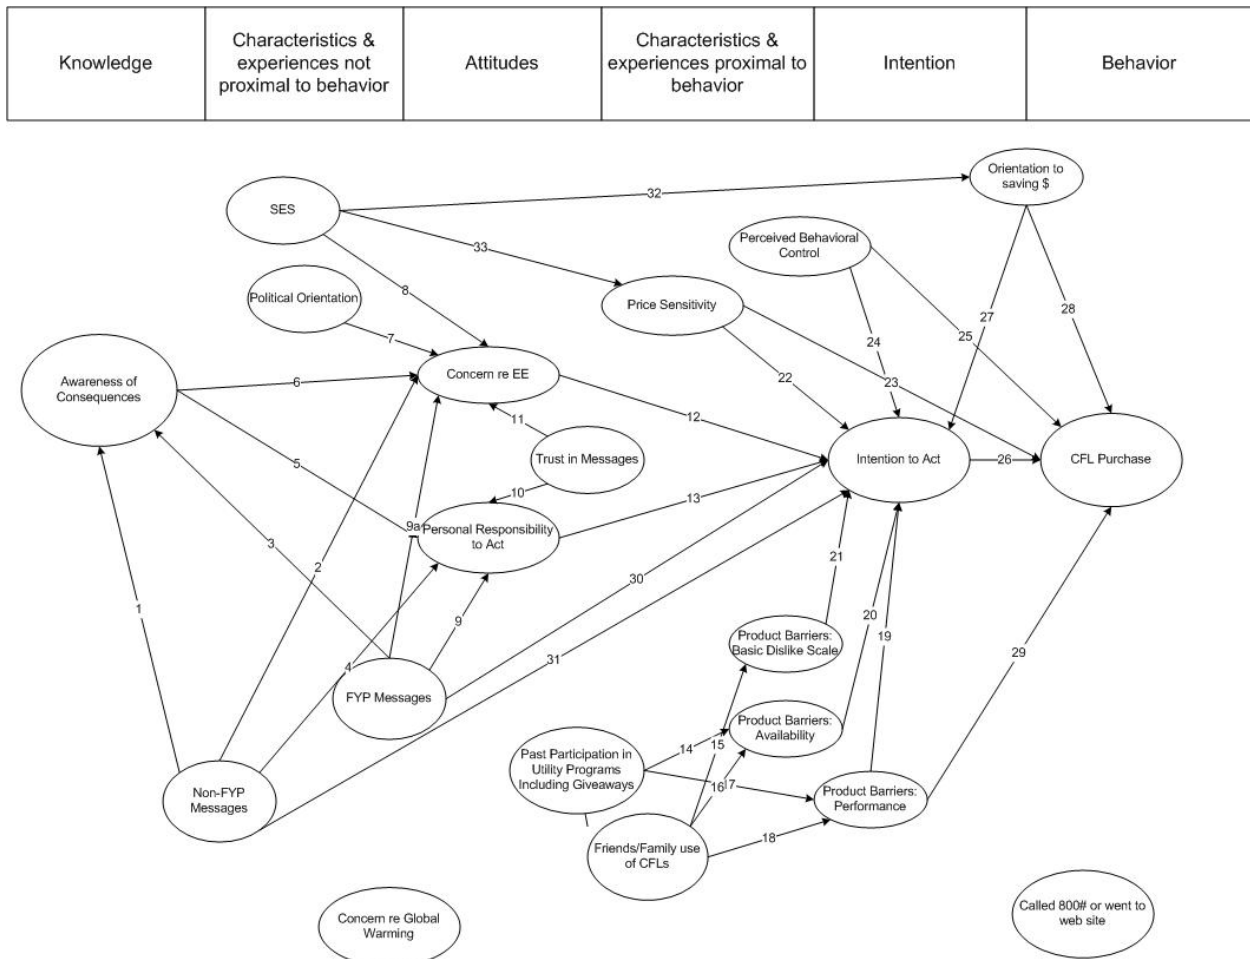 Knowledge
Characteristics &
experiences not
proximal to behavior
Attitudes
Characteristics &
experiences proximal to
behavior
Intention
Behavior
Orientation to
saving $
32
SES
Perceived Behavioral
Control
33
8
Political Orientation
Price Sensitivity
27
28
7
24
25
Awareness of
Consequences
6
Concern re EE
22
23
12
11
5
Trust in Messages
Intention to Act
26
CFL Purchase
10
13
9a
Personal Responsibility
to Act
3
2
21
30
1
9
20
19
Product Barriers:
Basic Dislike Scale
31
29
4
FYP Messages
Product Barriers:
Availability
14
15
Past Participation in
Utility Programs
Including Giveaways
16
17
Non-FYP
Messages
Product Barriers:
Performance
18
Friends/Family use
of CFLs
Concern re Global
Warming
Called 800# or went to
web site